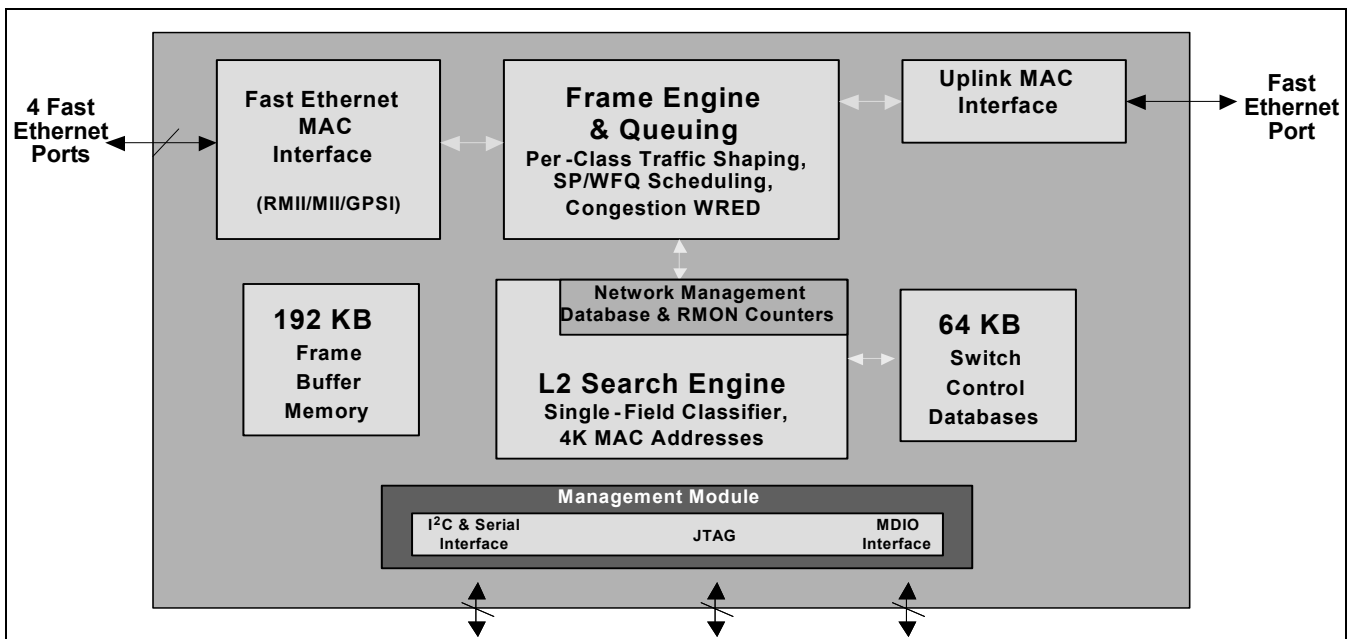 4 Fast
Ethernet
Ports
Fast Ethernet
MAC
Interface
(RMII/MII/GPSI)
Frame Engine
& Queuing
Per-Class Traffic Shaping,
SP/WFQ Scheduling,
Congestion WRED
Uplink MAC
Interface
Fast
Ethernet
Port
192 KB
Frame
Buffer
Memory
Network Management
Database & RMON Counters
L2 Search Engine
Single-Field Classifier,
4K MAC Addresses
64 KB
Switch
Control
Databases
Management Module
I²C & Serial
Interface
JTAG
MDIO
Interface